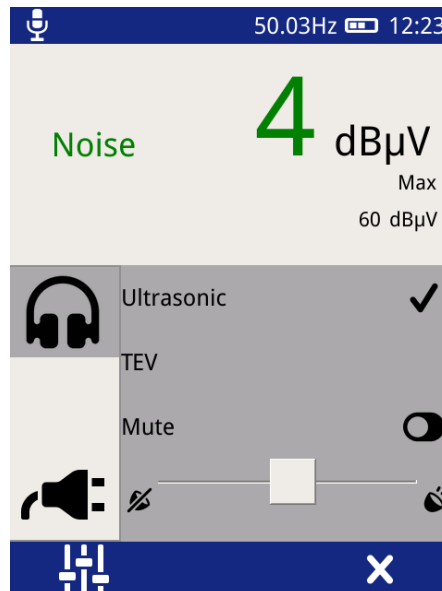 50.03Hz 12:23
Noise 4 dBµV
Max
60 dBµV
Ultrasonic
TEV
Mute